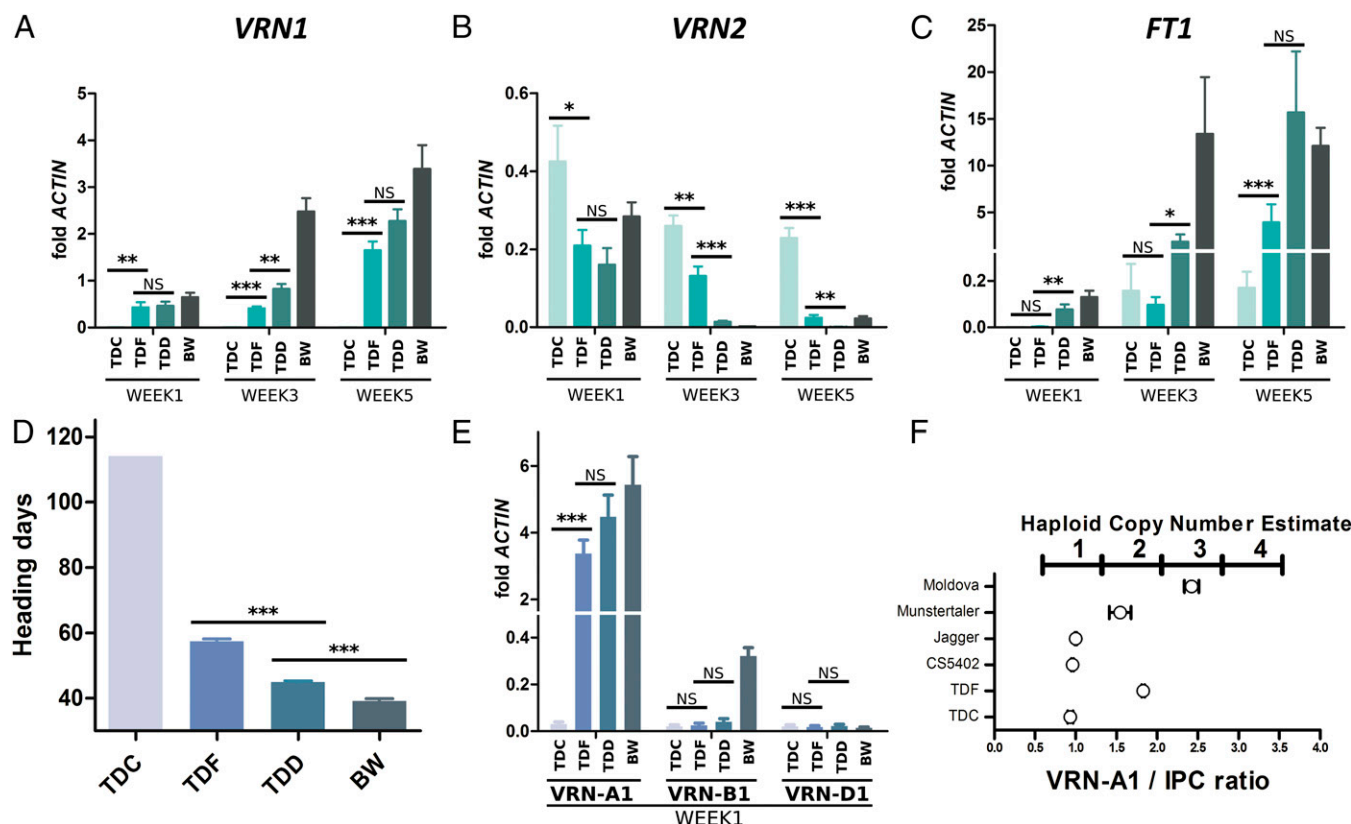 A
VRN1
fold ACTIN
5
4
3
2
1
0
**
NS
***
**
***
NS
TDC TDF TDD BW TDC TDF TDD BW TDC TDF TDD BW
WEEK1 WEEK3 WEEK5
B
VRN2
fold ACTIN
0.6
0.4
0.2
0.0
*
NS
**
***
***
**
TDC TDF TDD BW TDC TDF TDD BW TDC TDF TDD BW
WEEK1 WEEK3 WEEK5
C
FT1
fold ACTIN
25
20
15
10
5
0.2
0.0
NS
**
NS
*
***
NS
TDC TDF TDD BW TDC TDF TDD BW TDC TDF TDD BW
WEEK1 WEEK3 WEEK5
D
Heading days
120
100
80
60
40
***
***
TDC TDF TDD BW
E
fold ACTIN
6
4
2
0.4
0.2
0.0
***
NS
NS
NS
NS
NS
TDC TDF TDD BW TDC TDF TDD BW TDC TDF TDD BW
VRN-A1 VRN-B1 VRN-D1
WEEK1
F
Haploid Copy Number Estimate
1 2 3 4
Moldova
Munstertaler
Jagger
CS5402
TDF
TDC
0.0 0.5 1.0 1.5 2.0 2.5 3.0 3.5 4.0
VRN-A1 / IPC ratio